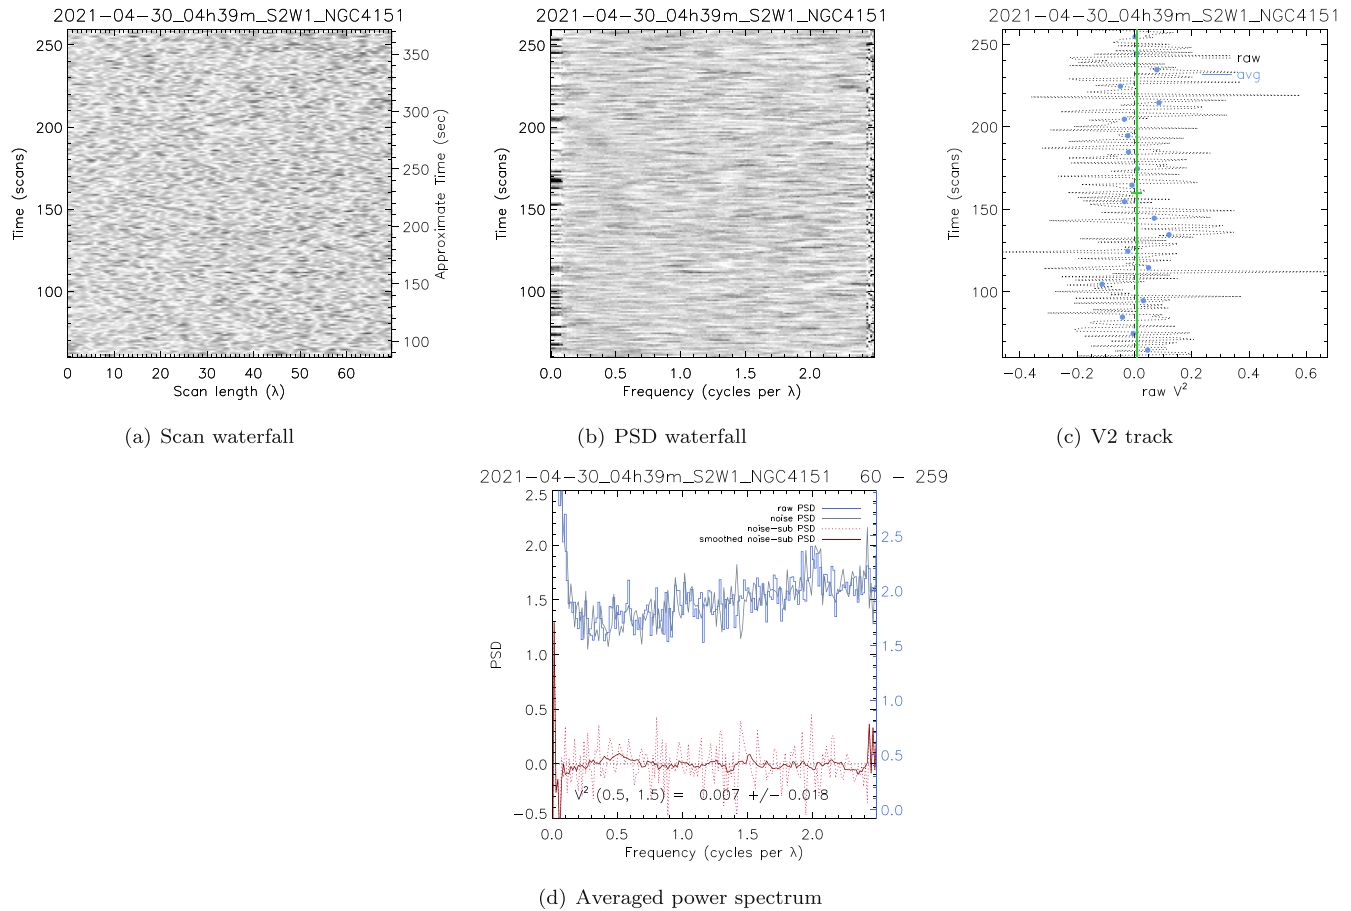 2021-04-30_04h39m_S2W1_NGC4151
250
200
150
100
Time (scans)
350
300
250
200
150
100
Approximate Time (sec)
0 10 20 30 40 50 60
Scan length (λ)
(a) Scan waterfall
2021-04-30_04h39m_S2W1_NGC4151
250
200
150
100
Time (scans)
0.0 0.5 1.0 1.5 2.0
Frequency (cycles per λ)
(b) PSD waterfall
2021-04-30_04h39m_S2W1_NGC4151
raw
avg
250
200
150
100
Time (scans)
-0.4 -0.2 0.0 0.2 0.4 0.6
raw V²
(c) V2 track
2021-04-30_04h39m_S2W1_NGC4151 60 - 259
raw PSD
noise PSD
noise-sub PSD
smoothed noise-sub PSD
2.5
2.0
1.5
1.0
0.5
0.0
-0.5
PSD
2.5
2.0
1.5
1.0
0.5
0.0
V² (0.5, 1.5) = 0.007 +/- 0.018
0.0 0.5 1.0 1.5 2.0
Frequency (cycles per λ)
(d) Averaged power spectrum